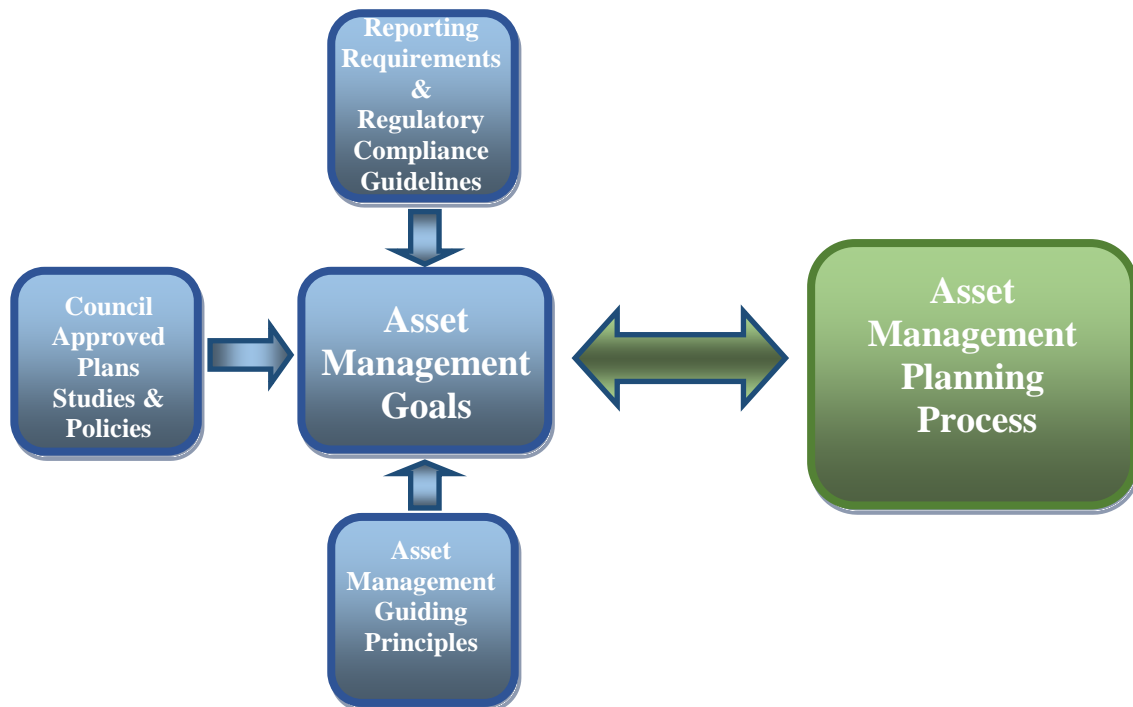 Reporting
Requirements
&
Regulatory
Compliance
Guidelines
Council
Approved
Plans
Studies &
Policies
Asset
Management
Goals
Asset
Management
Planning
Process
Asset
Management
Guiding
Principles